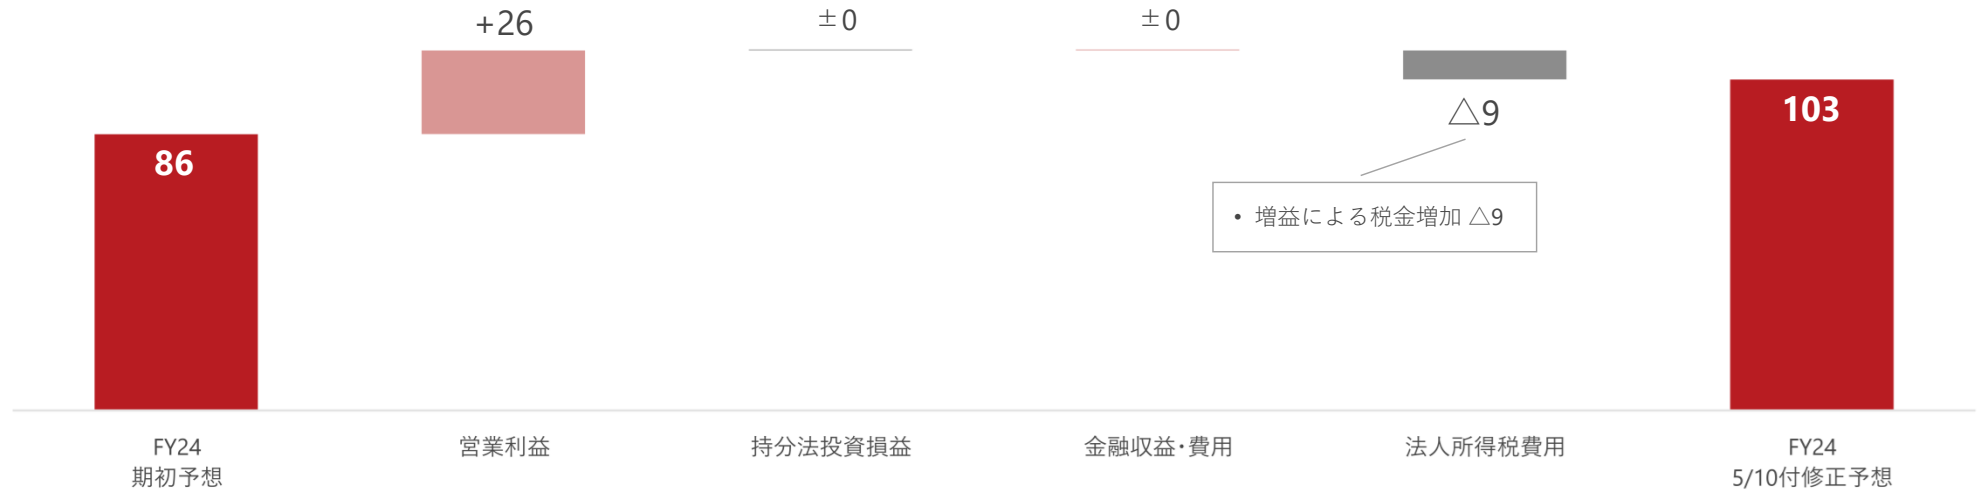 +26
±0
±0
86
△9
103
• 増益による税金増加 △9
FY24
期初予想
営業利益
持分法投資損益
金融収益・費用
法人所得税費用
FY24
5/10付修正予想